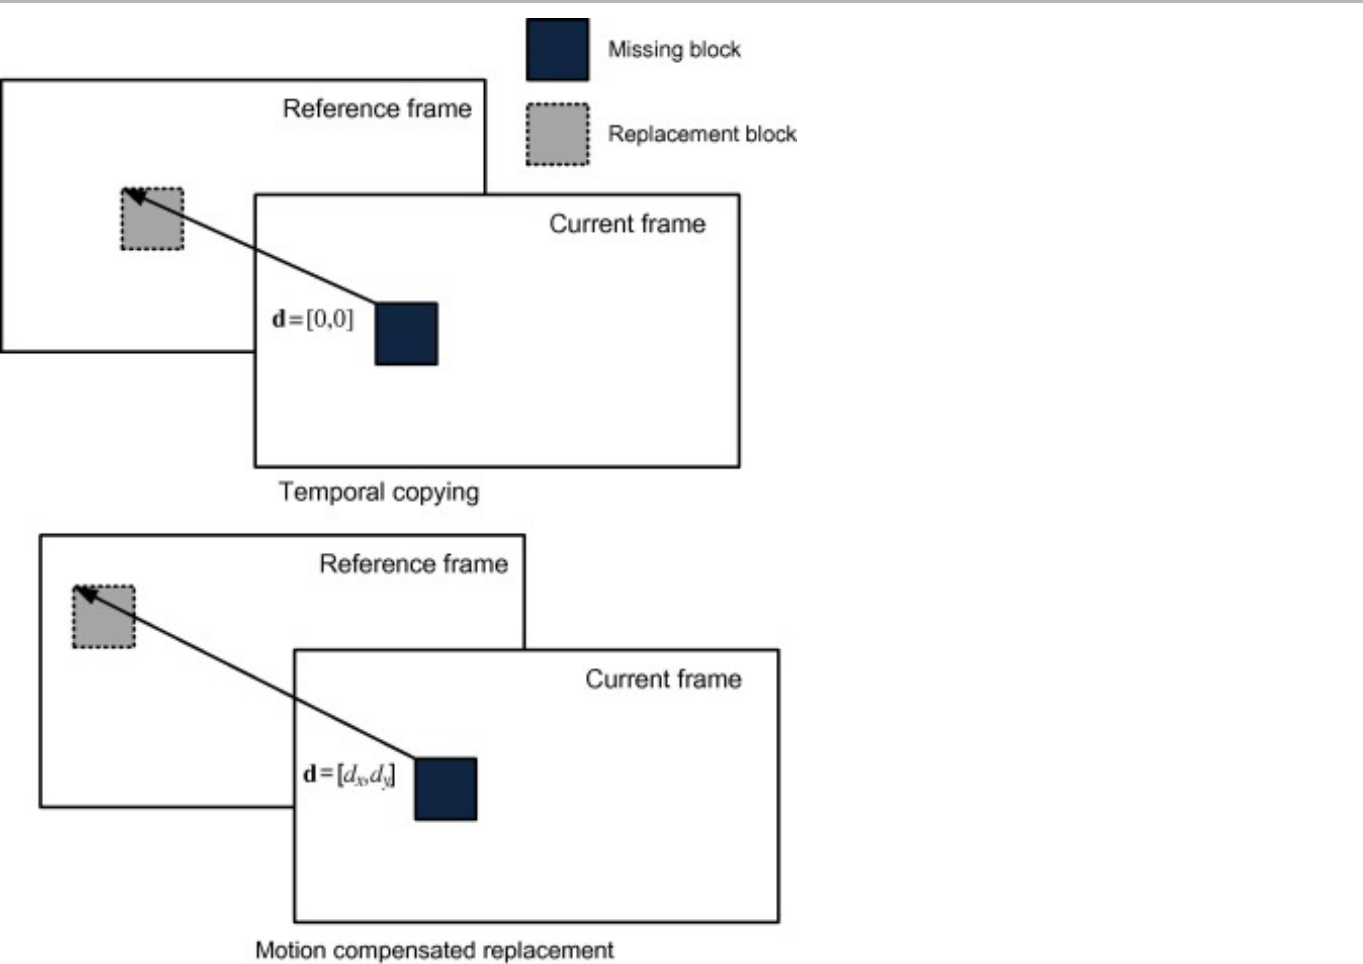 Missing block
Replacement block
Reference frame
Current frame
d=[0,0]
Temporal copying
Reference frame
Current frame
d=[dx,dy]
Motion compensated replacement